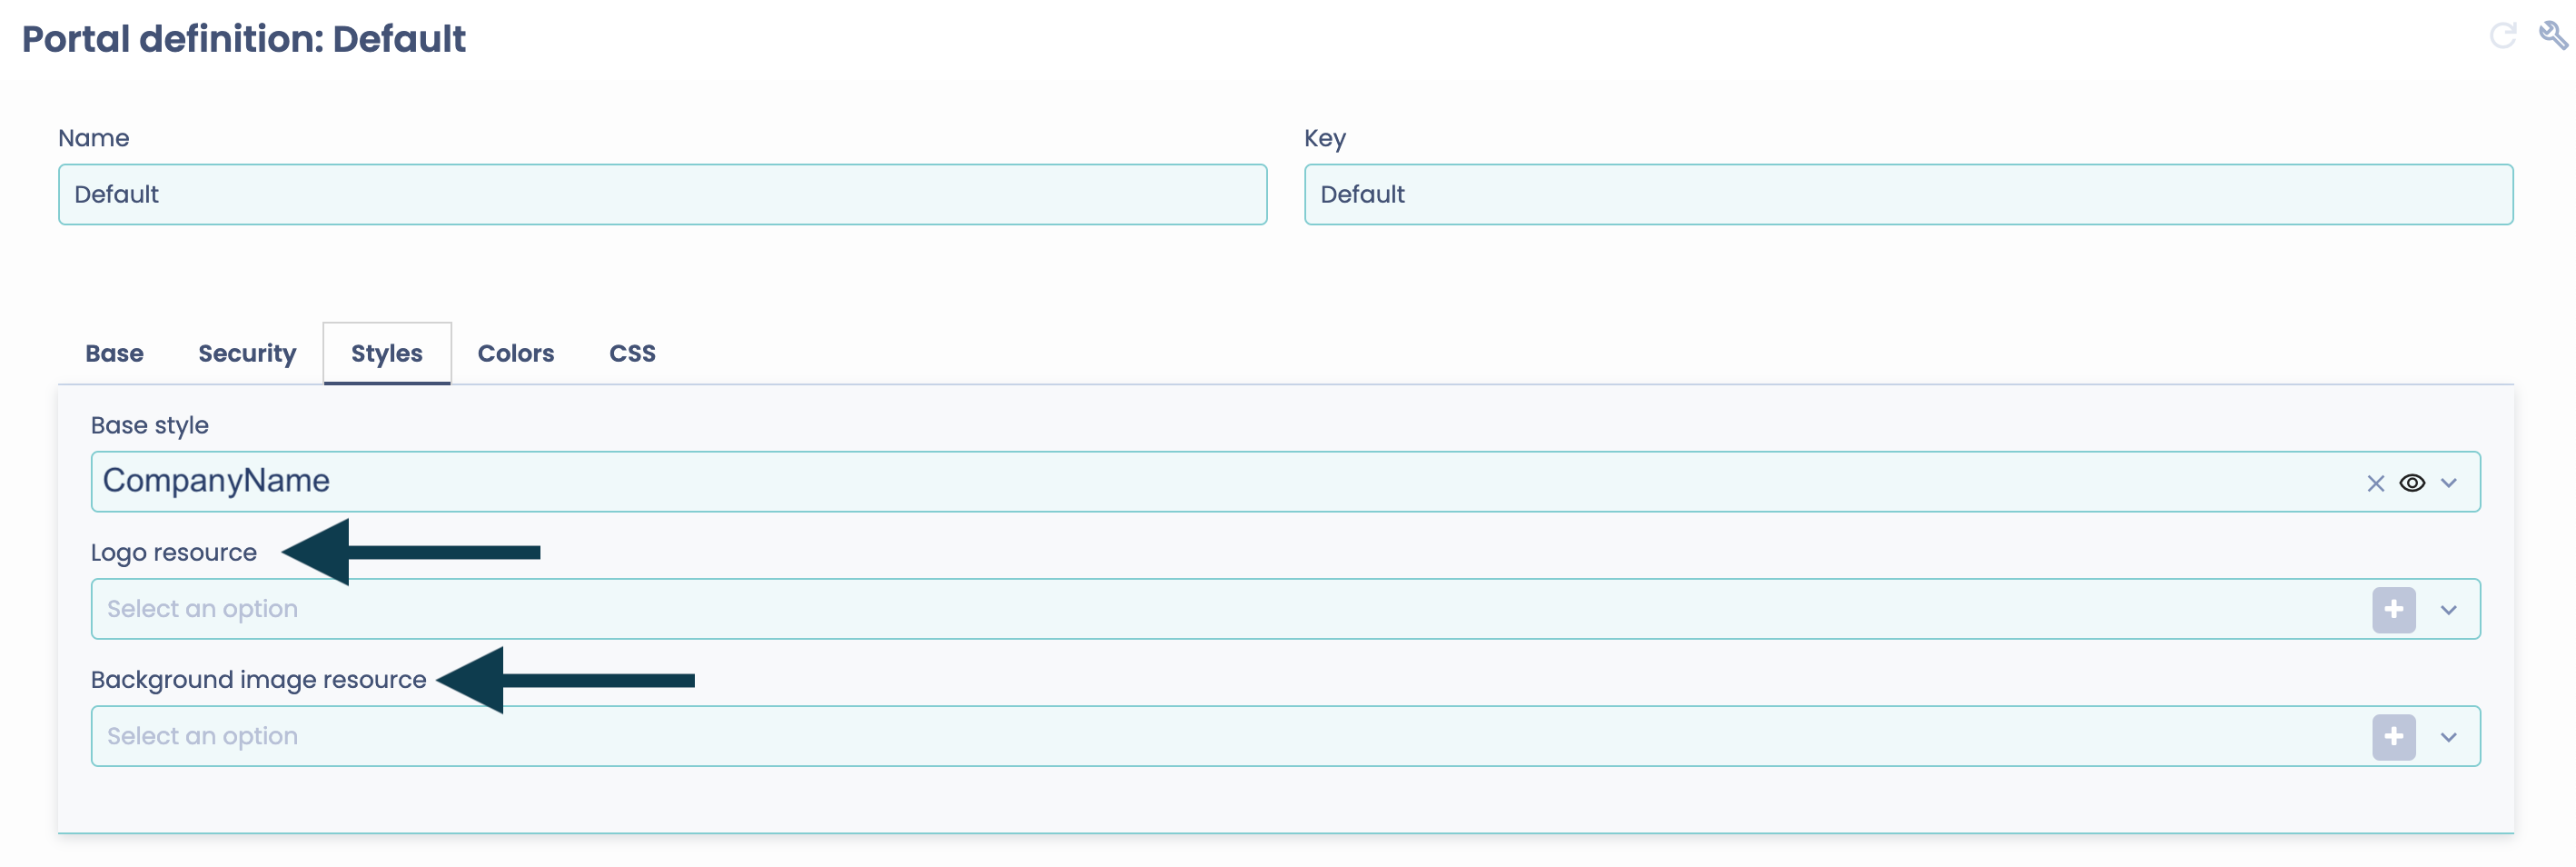 Portal definition: Default
Name
Key
Default
Default
Base
Security
Styles
Colors
CSS
Base style
CompanyName
Logo resource
Select an option
Background image resource
Select an option